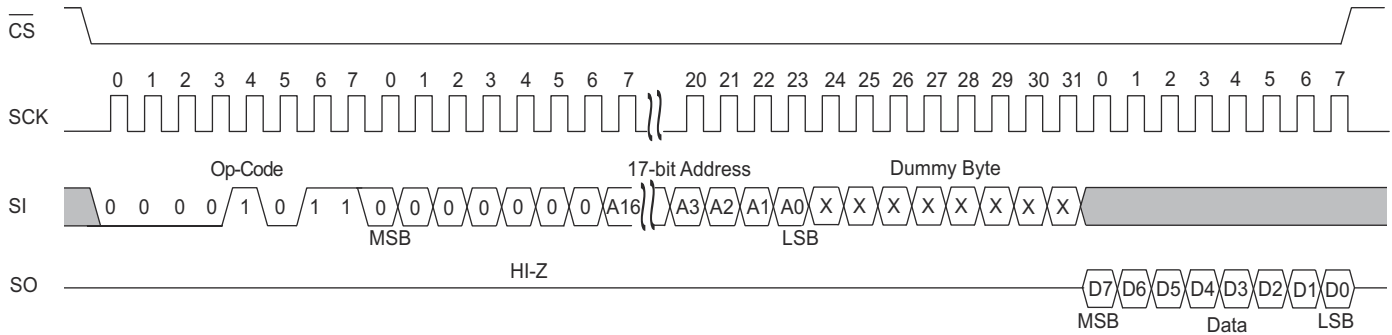 CS
0 1 2 3 4 5 6 7 0 1 2 3 4 5 6 7 20 21 22 23 24 25 26 27 28 29 30 31 0 1 2 3 4 5 6 7
SCK
Op-Code 17-bit Address Dummy Byte
SI 0 0 0 0 1 0 1 1 0 0 0 0 0 0 0 A16 A3 A2 A1 A0 X X X X X X X X
MSB LSB
HI-Z
SO D7 D6 D5 D4 D3 D2 D1 D0
MSB Data LSB